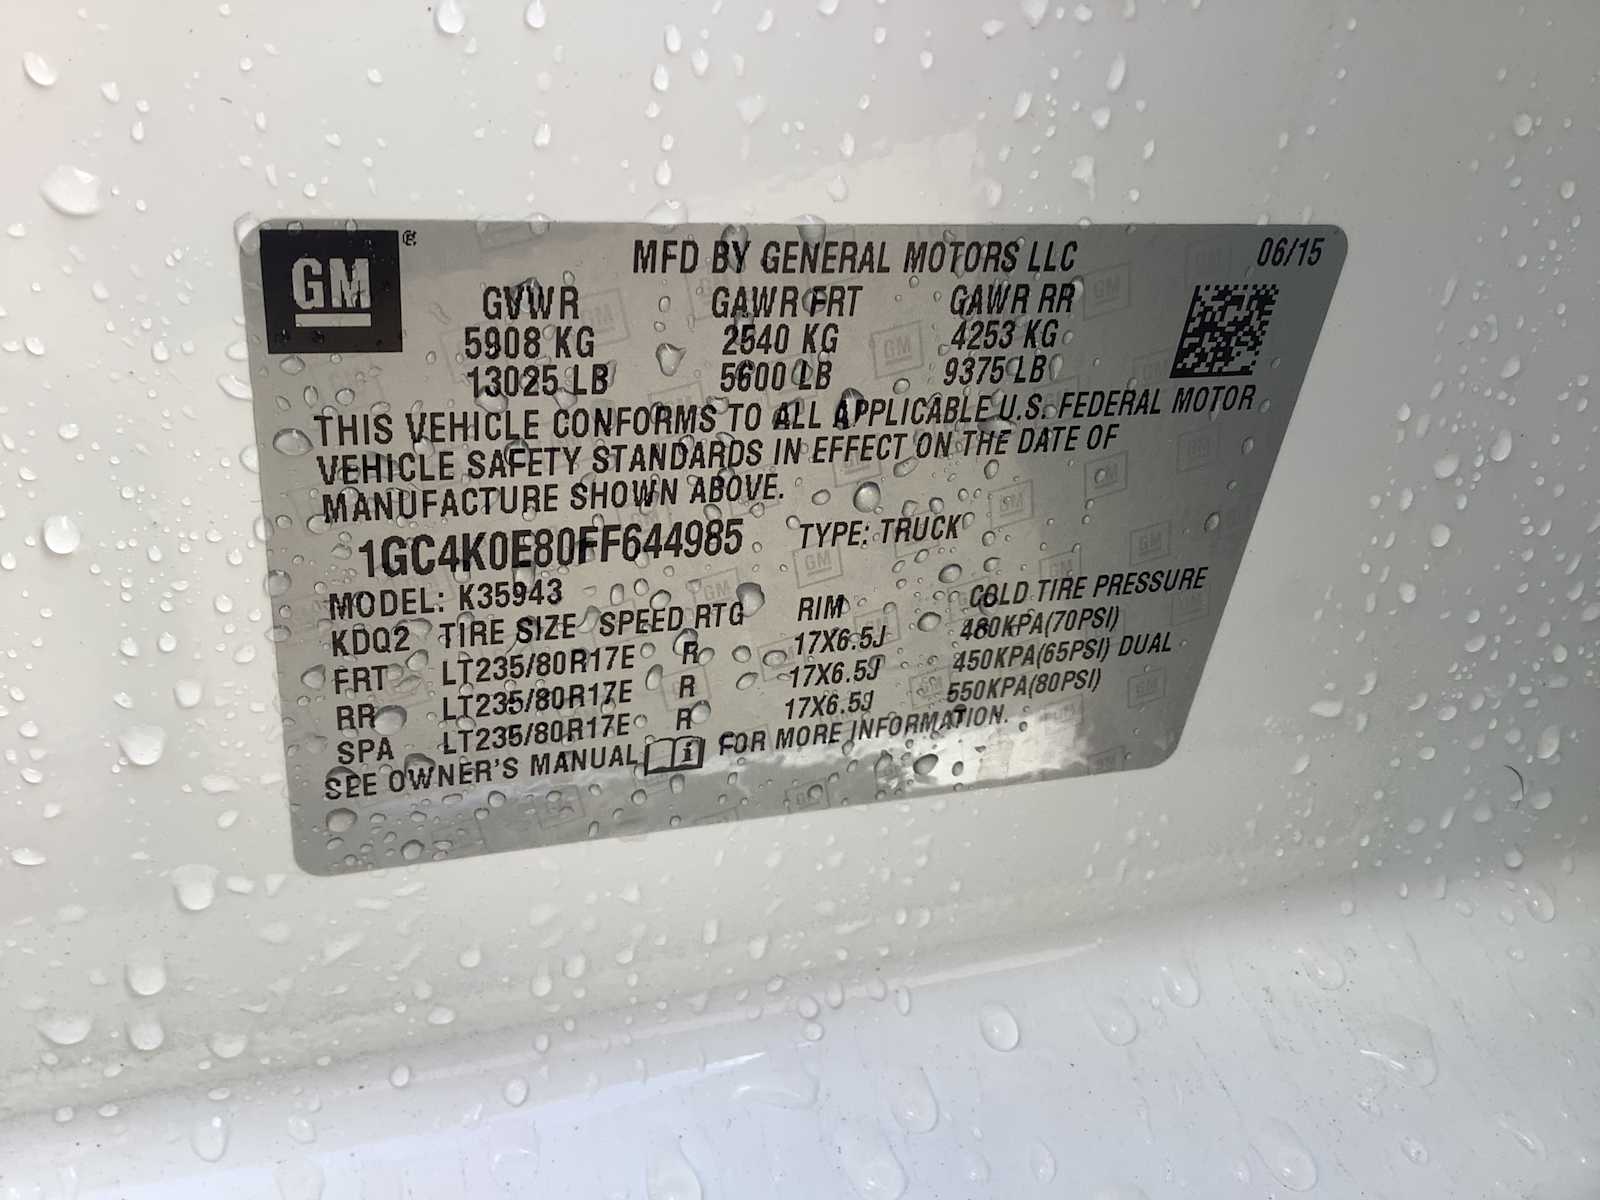 GM
MFD BY GENERAL MOTORS LLC 06/15
GVWR GAWR FRT GAWR RR
5908 KG 2540 KG 4253 KG
13025 LB 5600 LB 9375 LB
THIS VEHICLE CONFORMS TO ALL APPLICABLE U.S. FEDERAL MOTOR
VEHICLE SAFETY STANDARDS IN EFFECT ON THE DATE OF
MANUFACTURE SHOWN ABOVE.
1GC4K0E80FF644985 TYPE: TRUCK
MODEL: K35943
KDQ2 TIRE SIZE SPEED RTG RIM COLD TIRE PRESSURE
FRT LT235/80R17E R 17X6.5J 480KPA(70PSI)
RR LT235/80R17E R 17X6.5J 450KPA(65PSI) DUAL
SPA LT235/80R17E R 17X6.5J 550KPA(80PSI)
SEE OWNER'S MANUAL FOR MORE INFORMATION.